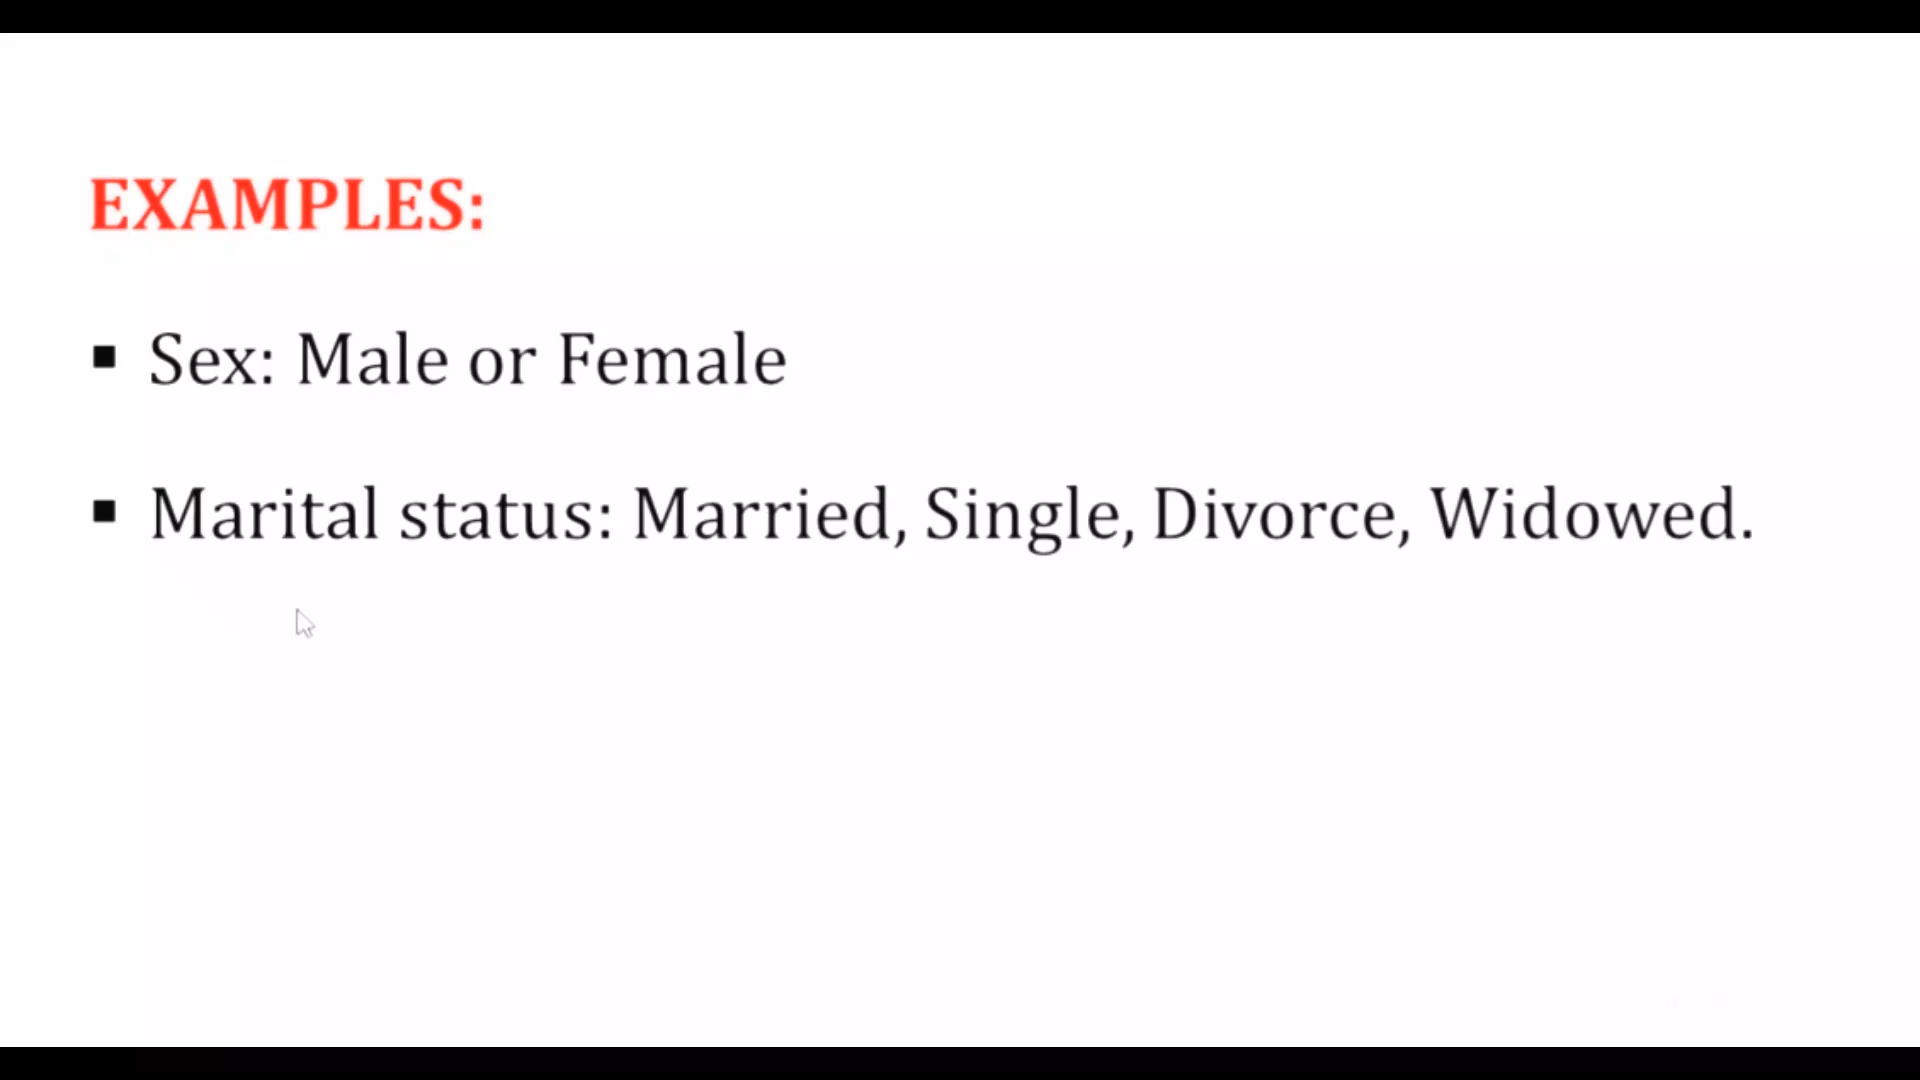 EXAMPLES:
▪ Sex: Male or Female
▪ Marital status: Married, Single, Divorce, Widowed.